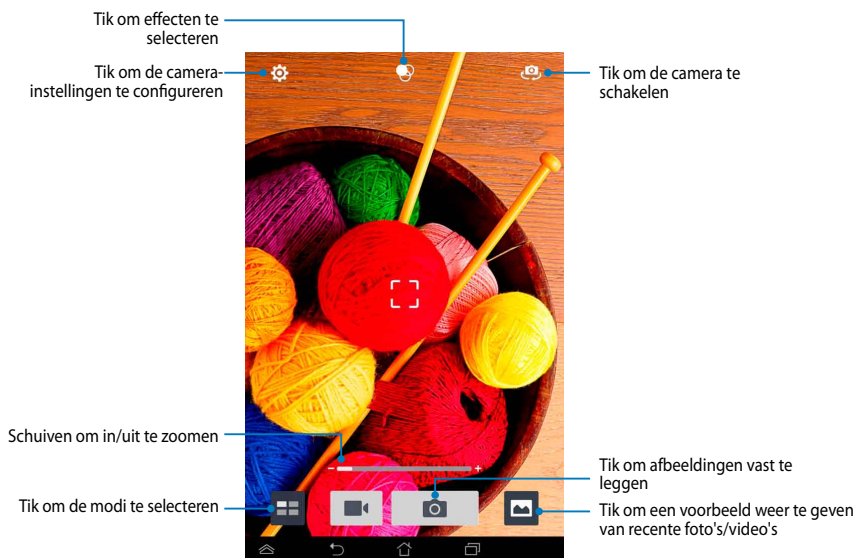 Tik om effecten te
selecteren
Tik om de camera-
instellingen te configureren
Tik om de camera te
schakelen
Schuiven om in/uit te zoomen
Tik om de modi te selecteren
Tik om afbeeldingen vast te
leggen
Tik om een voorbeeld weer te geven
van recente foto's/video's